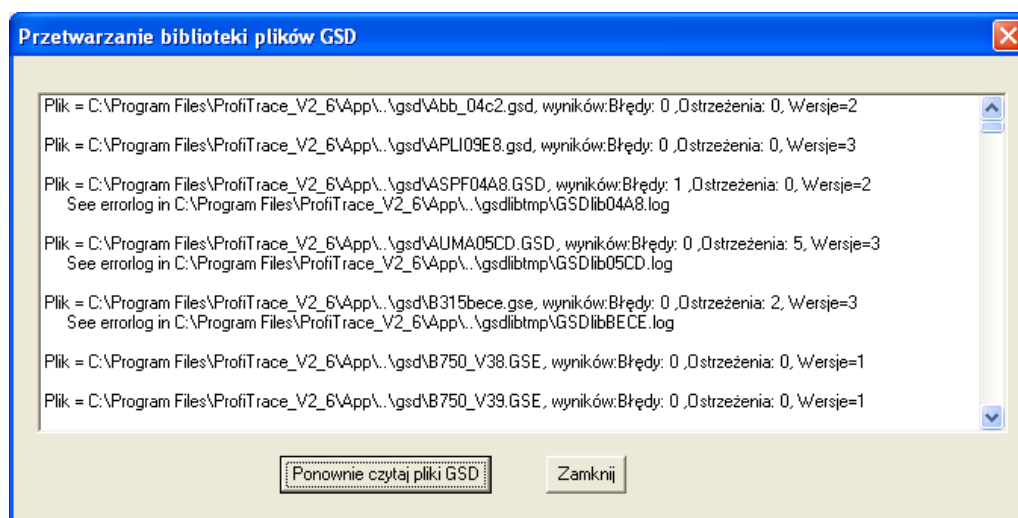 Przetwarzanie biblioteki plików GSD
Plik = C:\Program Files\ProfiTrace_V2_6\App\..\gsd\Abb_04c2.gsd, wyników:Błędy: 0 ,Ostrzeżenia: 0, Wersje=2
Plik = C:\Program Files\ProfiTrace_V2_6\App\..\gsd\APLI09E8.gsd, wyników:Błędy: 0 ,Ostrzeżenia: 0, Wersje=3
Plik = C:\Program Files\ProfiTrace_V2_6\App\..\gsd\ASPF04A8.GSD, wyników:Błędy: 1 ,Ostrzeżenia: 0, Wersje=2
See errorlog in C:\Program Files\ProfiTrace_V2_6\App\..\gsdlibtmp\GSDlib04A8.log
Plik = C:\Program Files\ProfiTrace_V2_6\App\..\gsd\AUMA05CD.GSD, wyników:Błędy: 0 ,Ostrzeżenia: 5, Wersje=3
See errorlog in C:\Program Files\ProfiTrace_V2_6\App\..\gsdlibtmp\GSDlib05CD.log
Plik = C:\Program Files\ProfiTrace_V2_6\App\..\gsd\B315bece.gse, wyników:Błędy: 0 ,Ostrzeżenia: 2, Wersje=3
See errorlog in C:\Program Files\ProfiTrace_V2_6\App\..\gsdlibtmp\GSDlibBECE.log
Plik = C:\Program Files\ProfiTrace_V2_6\App\..\gsd\B750_V38.GSE, wyników:Błędy: 0 ,Ostrzeżenia: 0, Wersje=1
Plik = C:\Program Files\ProfiTrace_V2_6\App\..\gsd\B750_V39.GSE, wyników:Błędy: 0 ,Ostrzeżenia: 0, Wersje=1
Ponownie czytaj pliki GSD
Zamknij